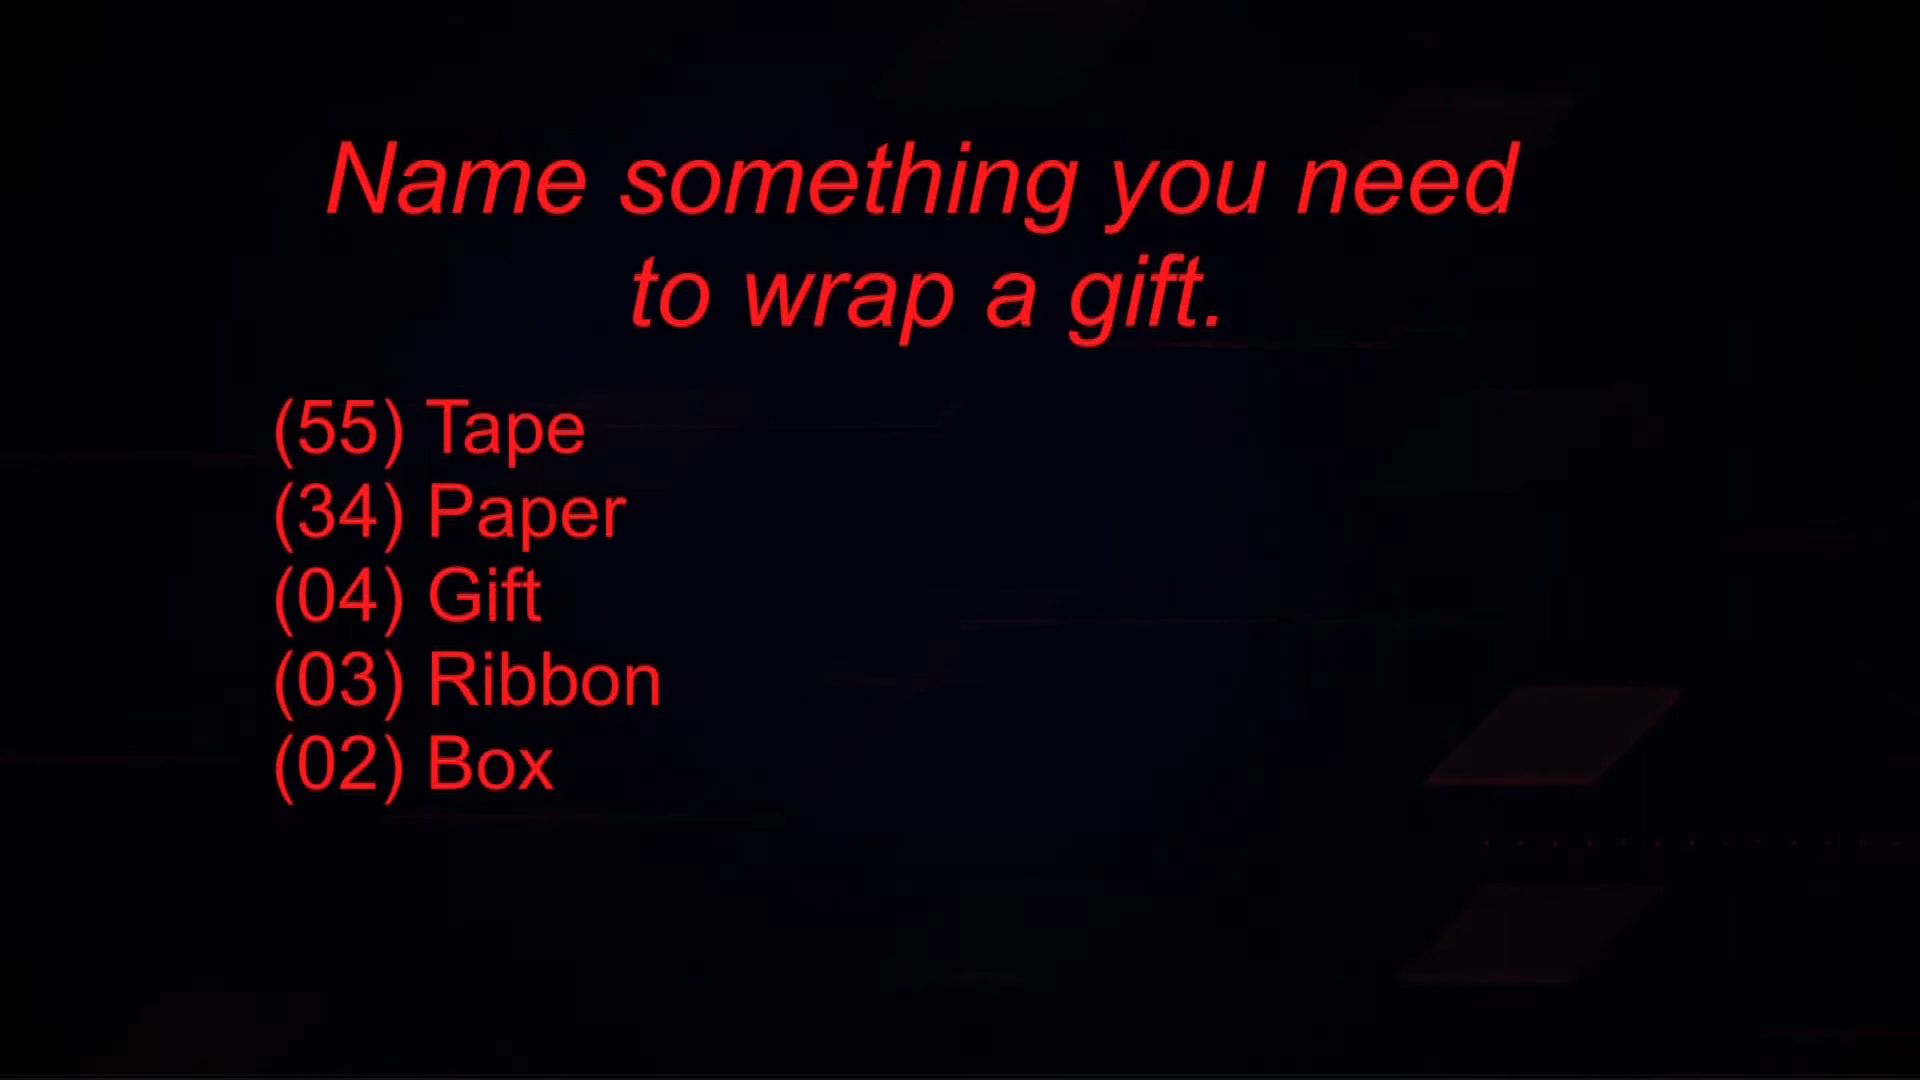 Name something you need
to wrap a gift.
(55) Tape
(34) Paper
(04) Gift
(03) Ribbon
(02) Box